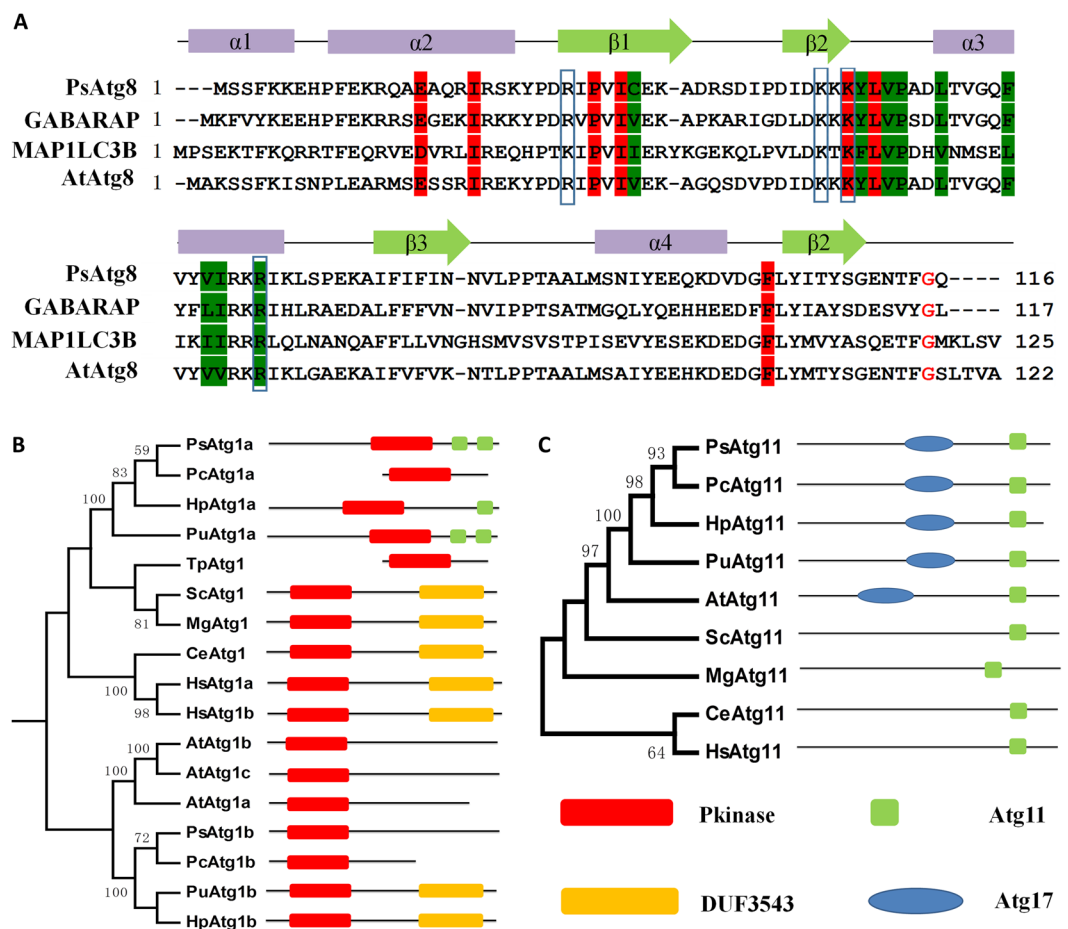 A
α1 α2 β1 β2 α3
PsAtg8 1 ---MSSFKKEHPFEKRQAEAQRIRSKYPDRIPVICEK-ADRSDIPDIDKKKYLVPADLTVGQF
GABARAP 1 ---MKFVYKEEHPFEKRRSEGEKIRKKYPDRVPVIVEK-APKARIGDLDKKKYLVPSDLTVGQF
MAP1LC3B 1 MPSEKTFKQRRTFEQRVEDVRLIREQHPTKIPVIIERYKGEKQLPVLDKTKFLVPDHVNMSEL
AtAtg8 1 --MAKSSFKISNPLEARMSESSRIREKYPDRIPVIVEK-AGQSDVPDIDKKKYLVPADLTVGQF
β3 α4 β2
PsAtg8 VYVIRKRIKLSPEKAIFIFIN-NVLPPTAALMSNIYEEQKDVDGFLYITYSGENTFGQ---- 116
GABARAP YFLIRKRIHLRAEDALFFFVN-NVIPPTSATMGQLYQEHHEEDFFLYIAYSDESVYGL---- 117
MAP1LC3B IKIIRRRLQLNANQAFFLLVNGHSMVSVSTPISEVYESEKDEDGFLYMVYASQETFGMKLSV 125
AtAtg8 VYVVRKRIKLGAEKAIFVFVK-NTLPPTAALMSAIYEEHKDEDGFLYMTYSGENTFGSLTVA 122
B
59 PsAtg1a
83 PcAtg1a
100 HpAtg1a
PuAtg1a
TpAtg1
ScAtg1
81 MgAtg1
CeAtg1
100 HsAtg1a
98 HsAtg1b
100 AtAtg1b
100 AtAtg1c
AtAtg1a
72 PsAtg1b
PcAtg1b
100 PuAtg1b
HpAtg1b
C
93 PsAtg11
98 PcAtg11
100 HpAtg11
97 PuAtg11
AtAtg11
ScAtg11
MgAtg11
CeAtg11
64 HsAtg11
Pkinase Atg11
DUF3543 Atg17